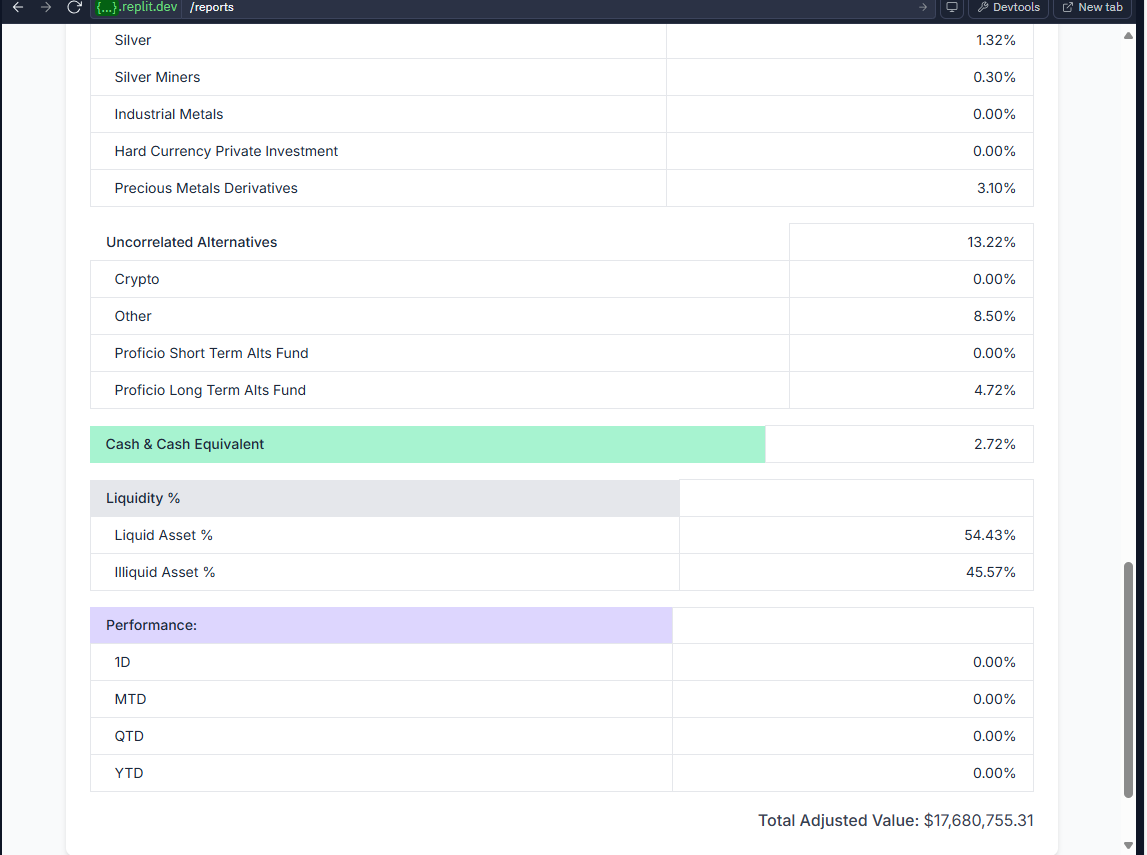 {...}.replit.dev /reports Devtools New tab
Silver 1.32%
Silver Miners 0.30%
Industrial Metals 0.00%
Hard Currency Private Investment 0.00%
Precious Metals Derivatives 3.10%
Uncorrelated Alternatives 13.22%
Crypto 0.00%
Other 8.50%
Proficio Short Term Alts Fund 0.00%
Proficio Long Term Alts Fund 4.72%
Cash & Cash Equivalent 2.72%
Liquidity %
Liquid Asset % 54.43%
Illiquid Asset % 45.57%
Performance:
1D 0.00%
MTD 0.00%
QTD 0.00%
YTD 0.00%
Total Adjusted Value: $17,680,755.31